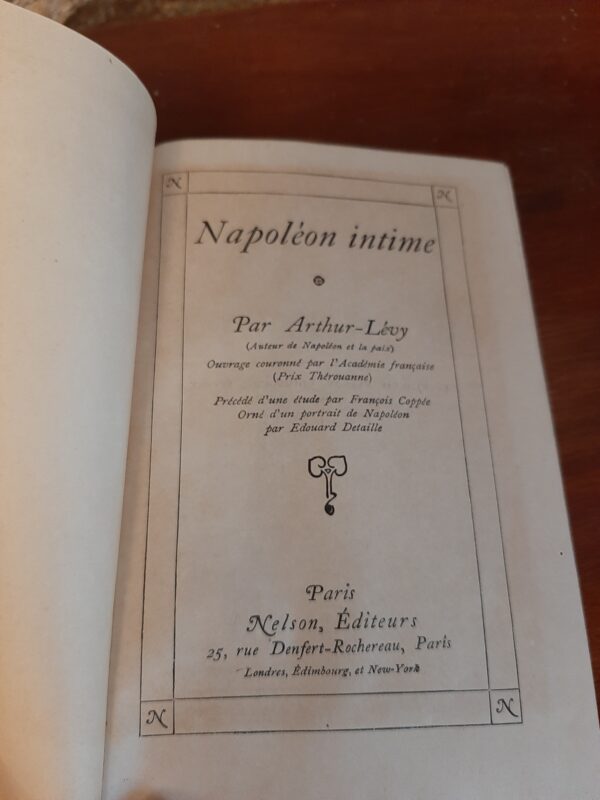 N
N
Napoléon intime
Par Arthur-Lévy
(Auteur de Napoléon et la paix)
Ouvrage couronné par l'Académie française
(Prix Thérouanne)
Précédé d'une étude par François Coppée
Orné d'un portrait de Napoléon
par Edouard Detaille
Paris
Nelson, Éditeurs
25, rue Denfert-Rochereau, Paris
Londres, Édimbourg, et New-York
N
N